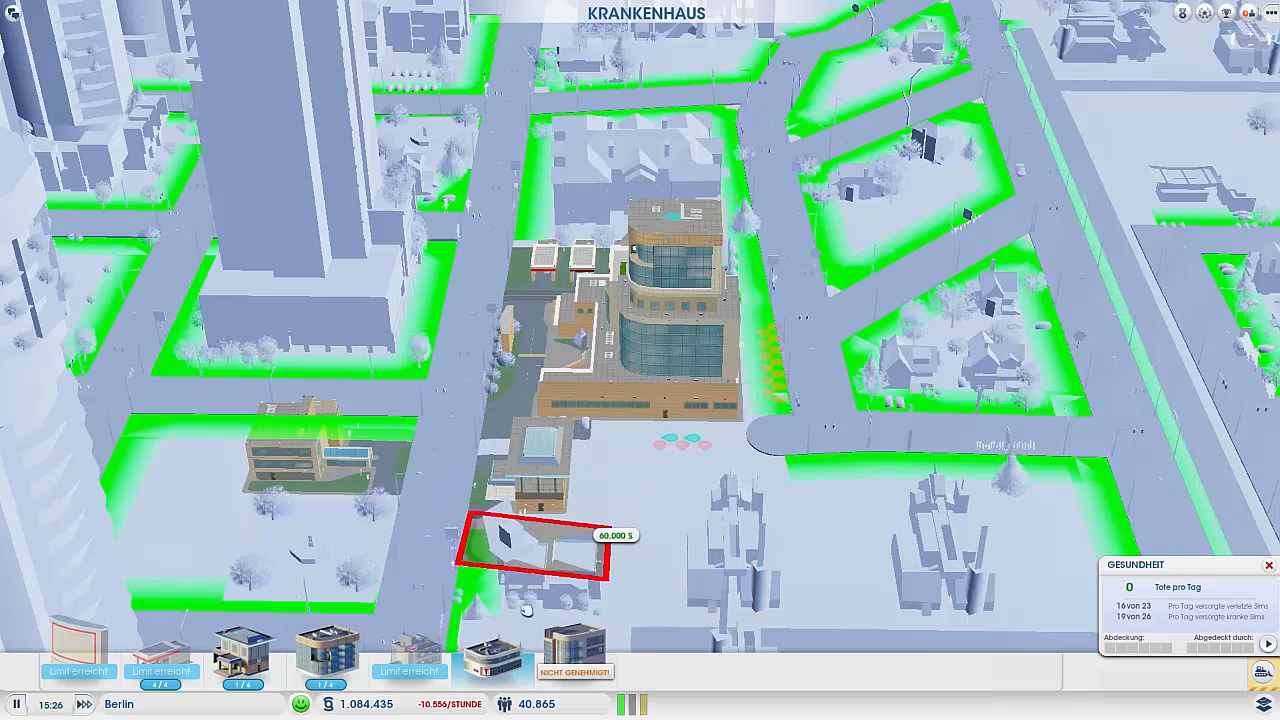 KRANKENHAUS
60.000 §
GESUNDHEIT
0 Tote pro Tag
16 von 23 Pro Tag versorgte verletzte Sims
19 von 26 Pro Tag versorgte kranke Sims
Abdeckung: Abgedeckt durch:
Limit erreicht
Limit erreicht
Limit erreicht
NICHT GENEHMIGT!
4 / 4
1 / 4
1 / 4
15:26
Berlin
1.084.435
-10.556/STUNDE
40.865